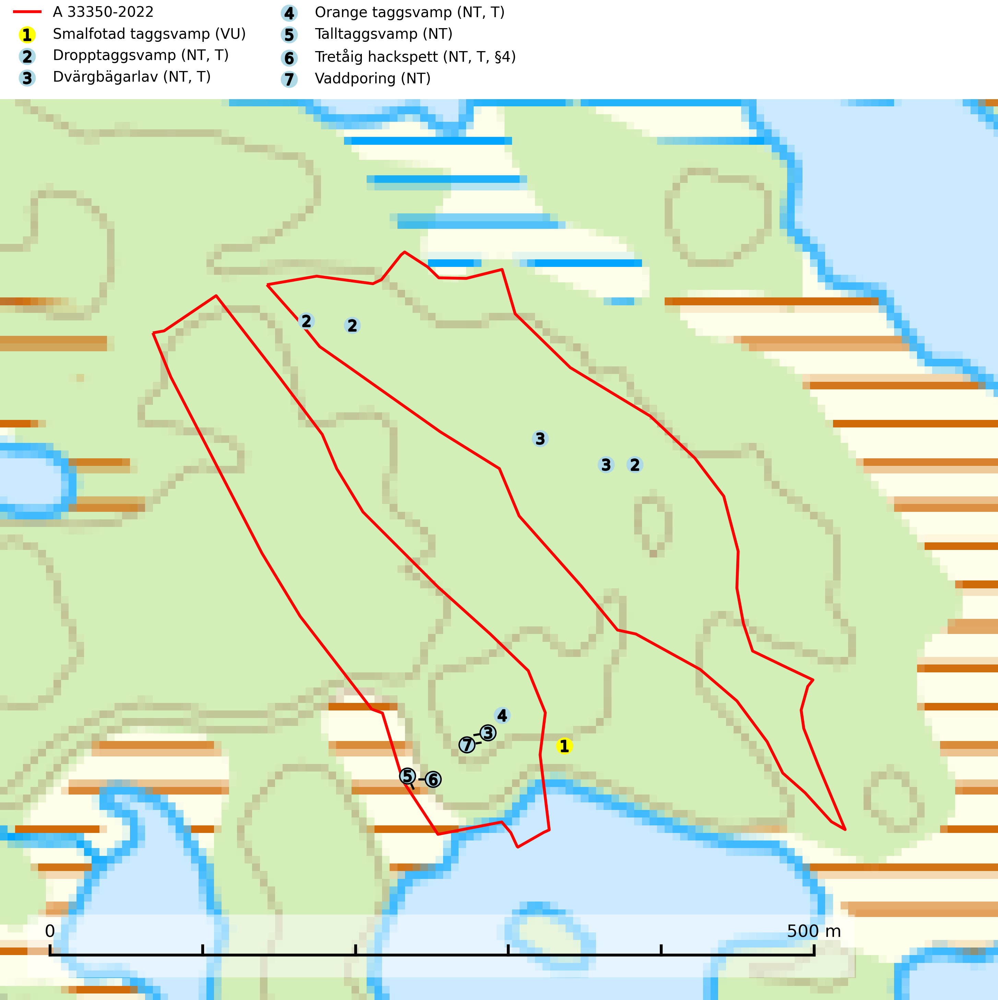 A 33350-2022
1 Smalfotad taggsvamp (VU)
2 Dropptaggsvamp (NT, T)
3 Dvärgbägarlav (NT, T)
4 Orange taggsvamp (NT, T)
5 Talltaggsvamp (NT)
6 Tretåig hackspett (NT, T, §4)
7 Vaddporing (NT)
2 2
3
3 2
4
3
7 1
5 6
0 500 m